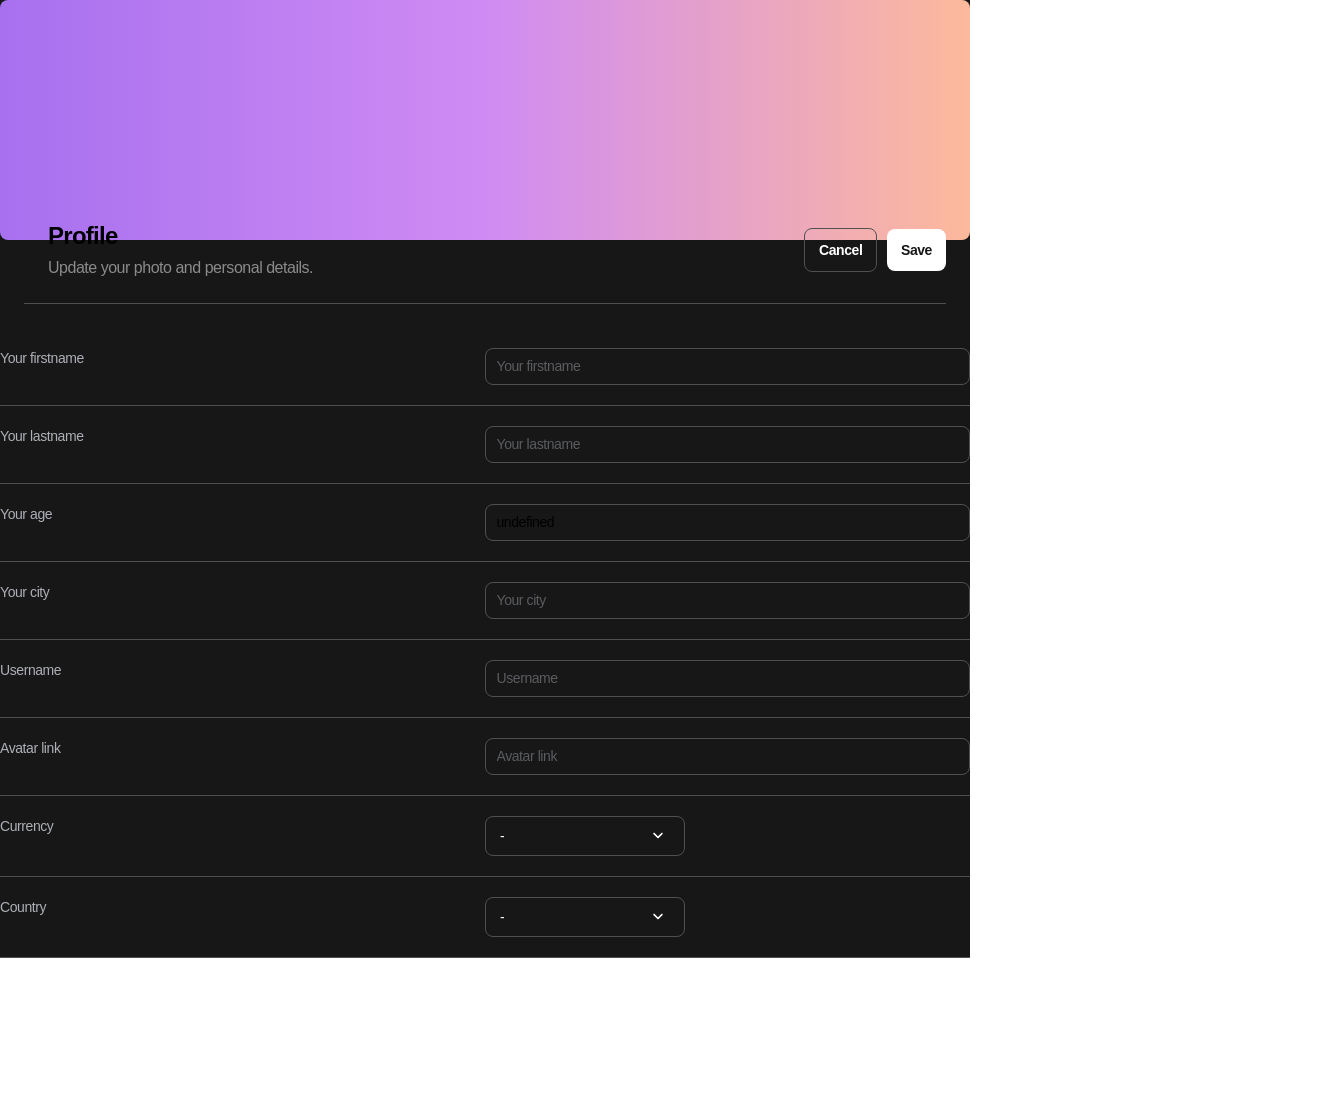 Profile
Update your photo and personal details.
Cancel
Save
Your firstname
Your firstname
Your lastname
Your lastname
Your age
undefined
Your city
Your city
Username
Username
Avatar link
Avatar link
Currency
-
Country
-